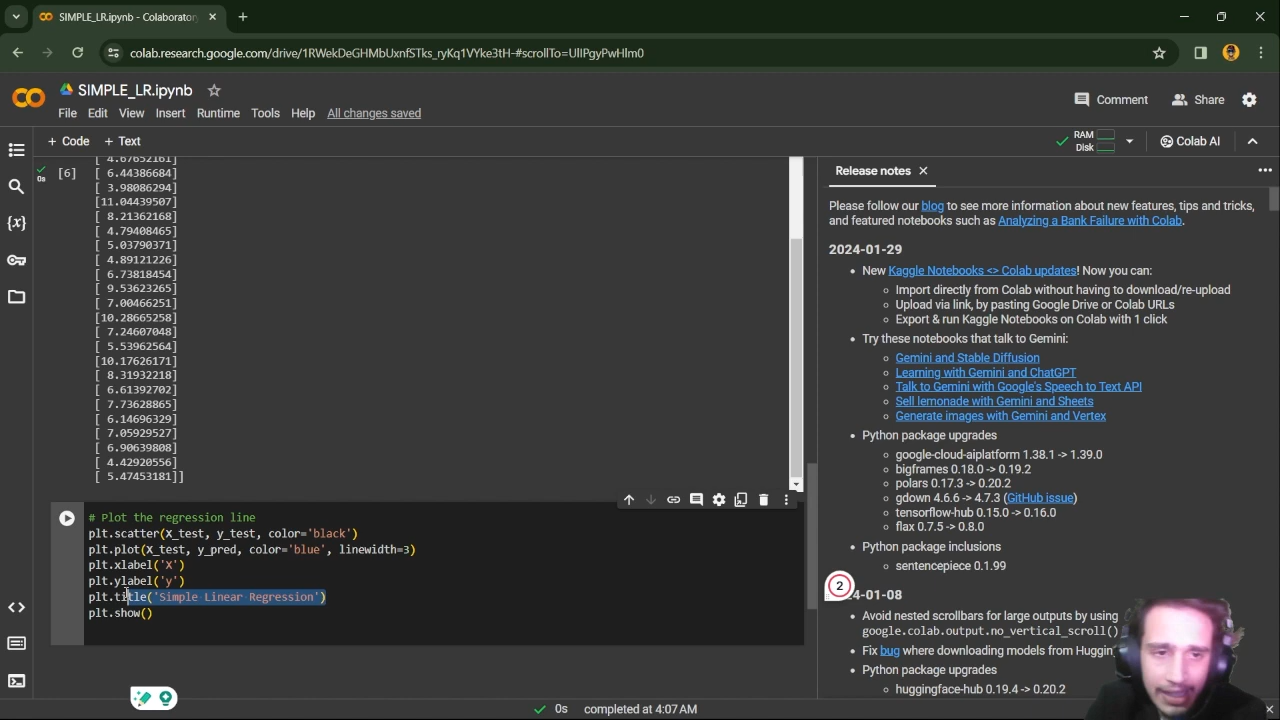 SIMPLE_LR.ipynb - Colaborator
colab.research.google.com/drive/1RWekDeGHMbUxnfSTks_ryKq1VYke3tH-#scrollTo=UlIPgyPwHlm0
SIMPLE_LR.ipynb
File Edit View Insert Runtime Tools Help All changes saved
Comment Share
+ Code + Text
RAM
Disk
Colab AI
[6]
[ 4.67652161]
[ 6.44386684]
[ 3.98086294]
[11.04439507]
[ 8.21362168]
[ 4.79408465]
[ 5.03790371]
[ 4.89121226]
[ 6.73818454]
[ 9.53623265]
[ 7.00466251]
[10.28665258]
[ 7.24607048]
[ 5.53962564]
[10.17626171]
[ 8.31932218]
[ 6.61392702]
[ 7.73628865]
[ 6.14696329]
[ 7.05929527]
[ 6.90639808]
[ 4.42920556]
[ 5.47453181]]
# Plot the regression line
plt.scatter(X_test, y_test, color='black')
plt.plot(X_test, y_pred, color='blue', linewidth=3)
plt.xlabel('X')
plt.ylabel('y')
plt.title('Simple Linear Regression')
plt.show()
0s
0s completed at 4:07AM
Release notes
Please follow our blog to see more information about new features, tips and tricks,
and featured notebooks such as Analyzing a Bank Failure with Colab.
2024-01-29
New Kaggle Notebooks <> Colab updates! Now you can:
Import directly from Colab without having to download/re-upload
Upload via link, by pasting Google Drive or Colab URLs
Export & run Kaggle Notebooks on Colab with 1 click
Try these notebooks that talk to Gemini:
Gemini and Stable Diffusion
Learning with Gemini and ChatGPT
Talk to Gemini with Google's Speech to Text API
Sell lemonade with Gemini and Sheets
Generate images with Gemini and Vertex
Python package upgrades
google-cloud-aiplatform 1.38.1 -> 1.39.0
bigframes 0.18.0 -> 0.19.2
polars 0.17.3 -> 0.20.2
gdown 4.6.6 -> 4.7.3 (GitHub issue)
tensorflow-hub 0.15.0 -> 0.16.0
flax 0.7.5 -> 0.8.0
Python package inclusions
sentencepiece 0.1.99
2
24-01-08
Avoid nested scrollbars for large outputs by using
google.colab.output.no_vertical_scroll()
Fix bug where downloading models from Hugging
Python package upgrades
huggingface-hub 0.19.4 -> 0.20.2